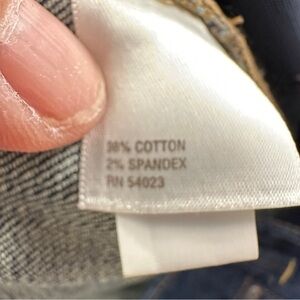 98% COTTON
2% SPANDEX
RN 54023